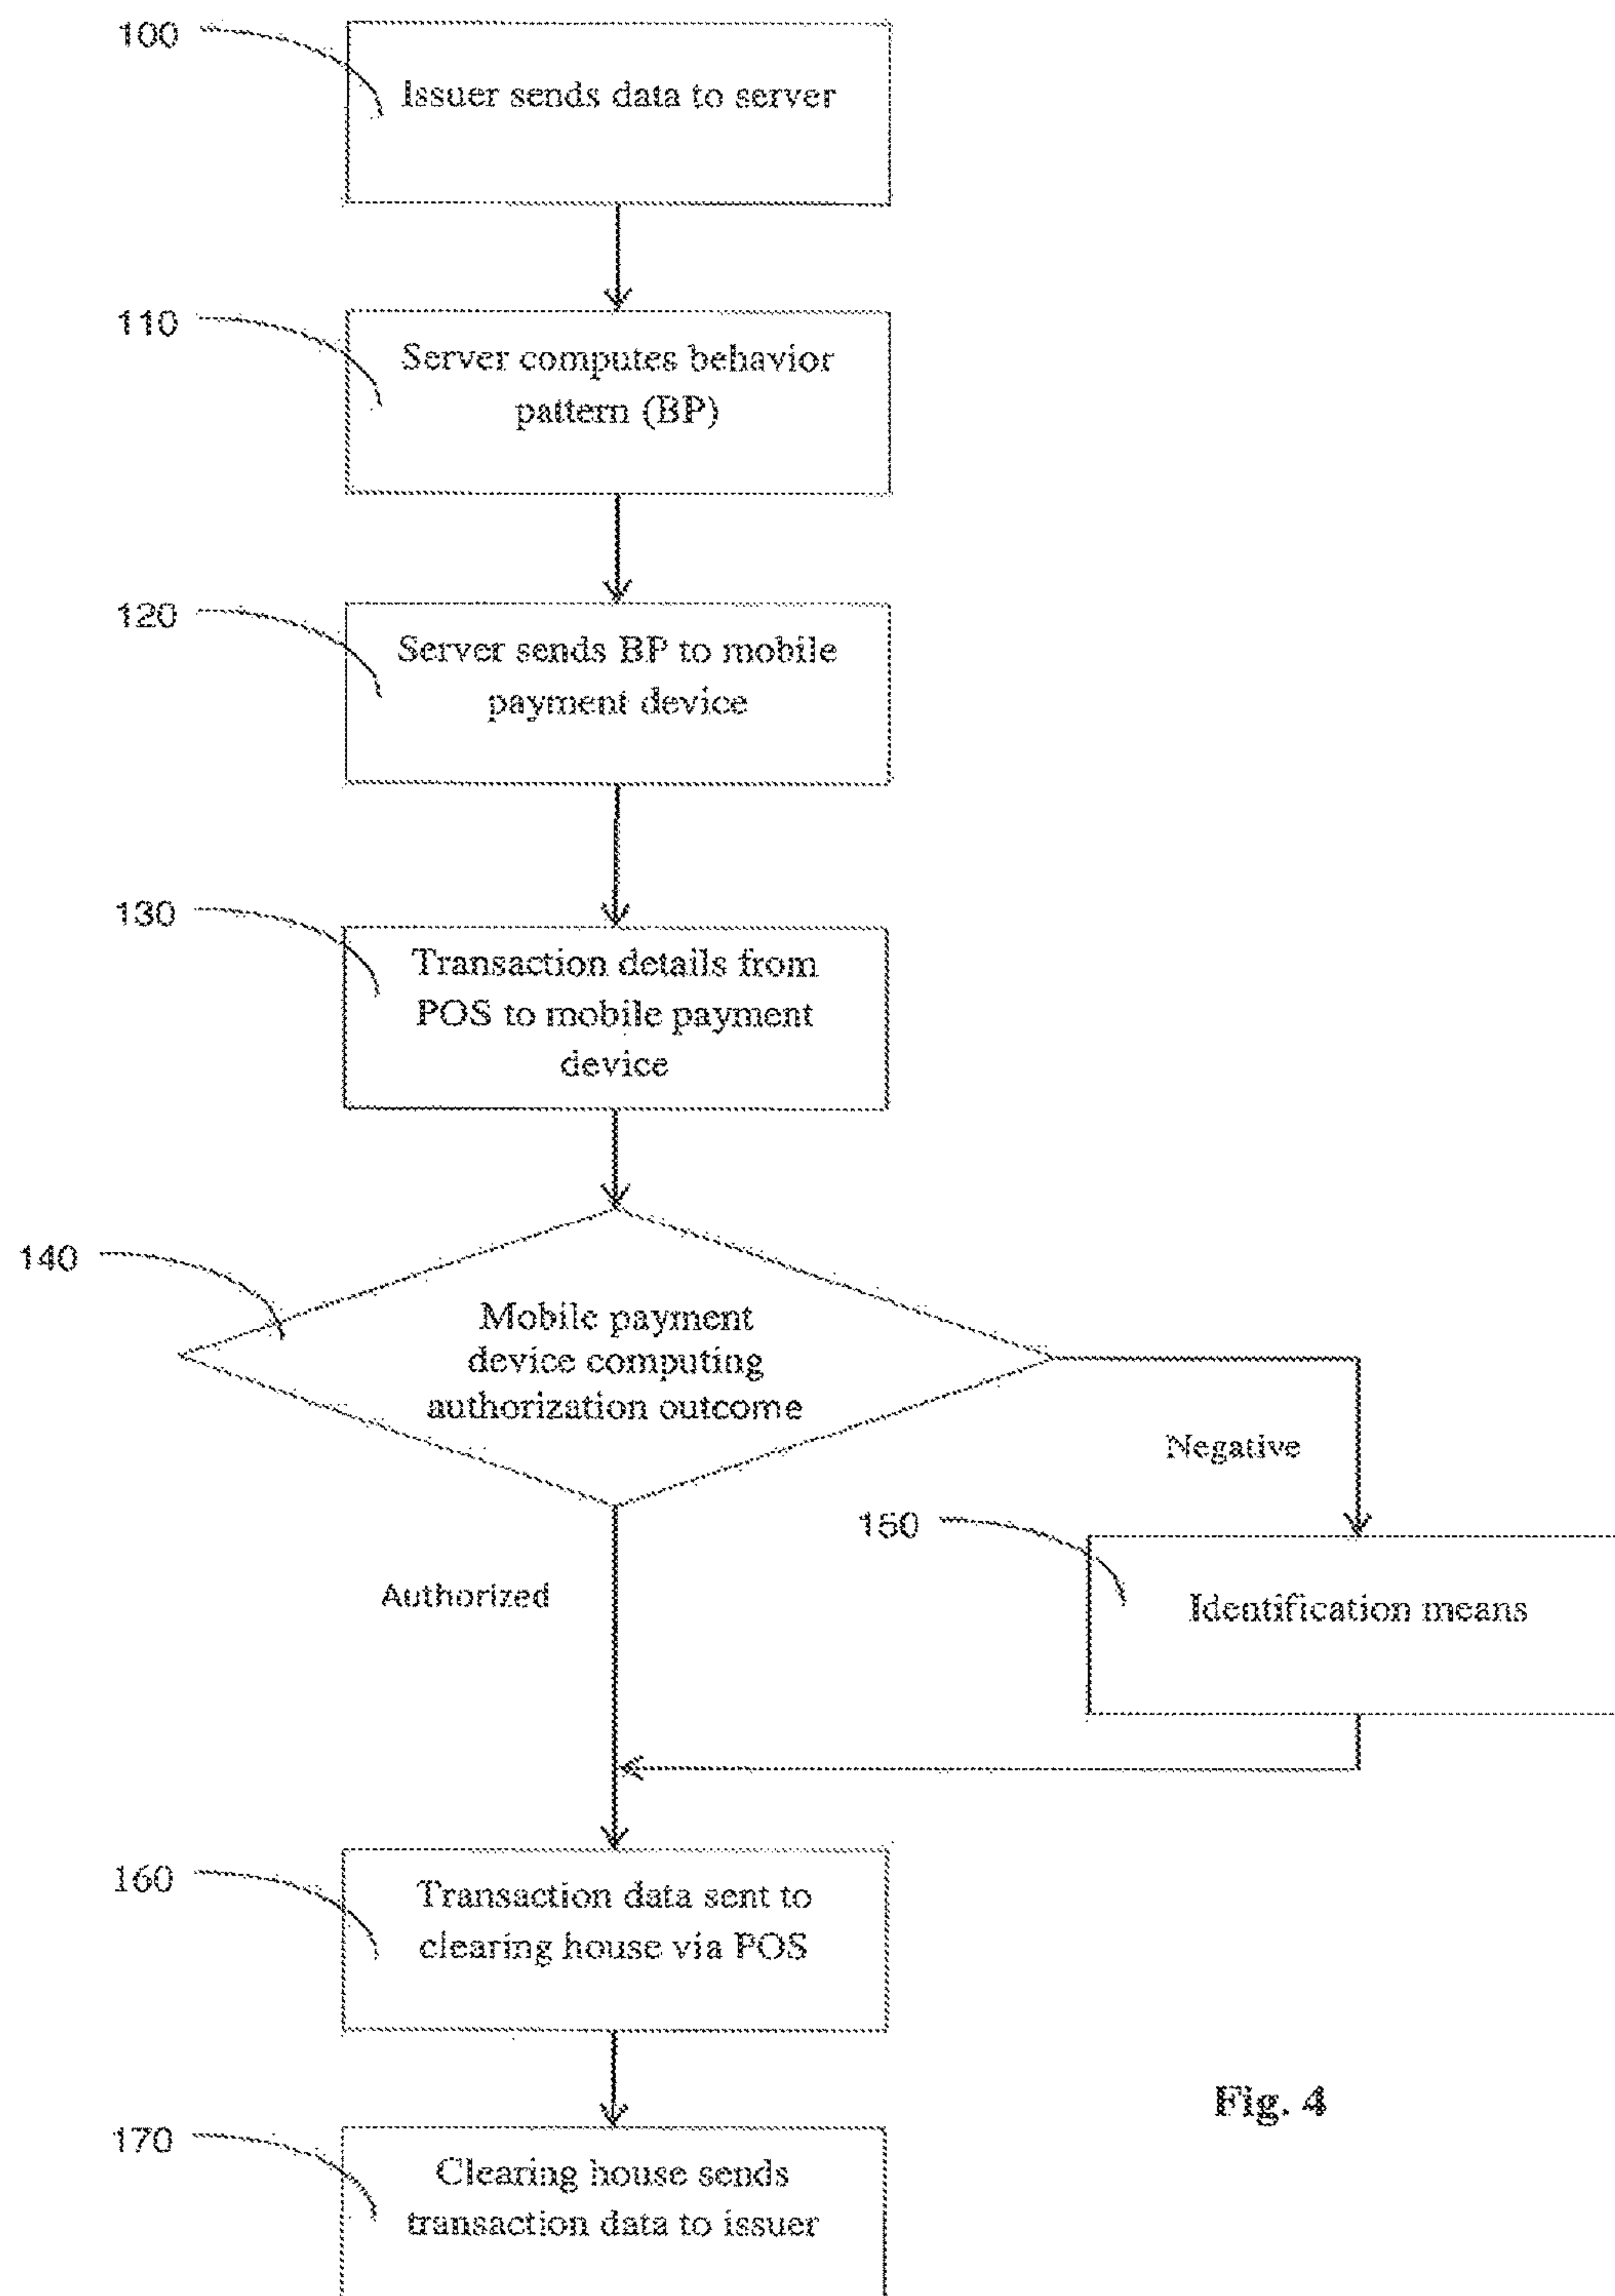 100
Issuer sends data to server
110
Server computes behavior
pattern (BP)
120
Server sends BP to mobile
payment device
130
Transaction details from
POS to mobile payment
device
140
Mobile payment
device computing
authorization outcome
Negative
150
Identification means
Authorized
160
Transaction data sent to
clearing house via POS
170
Clearing house sends
transaction data to issuer
Fig. 4